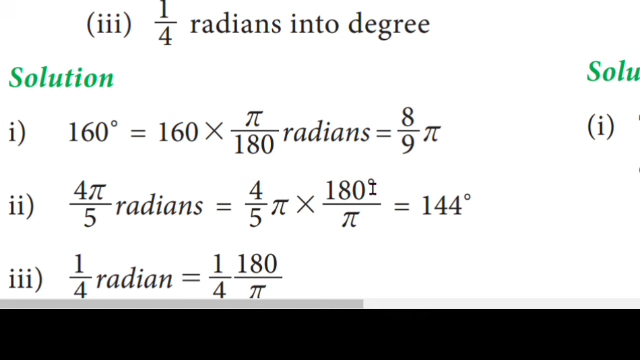 (iii) 1/4 radians into degree
Solution
i) 160° = 160 × π/180 radians = 8/9 π
ii) 4π/5 radians = 4/5 π × 180°/π = 144°
iii) 1/4 radian = 1/4 180/π
Solu
(i)